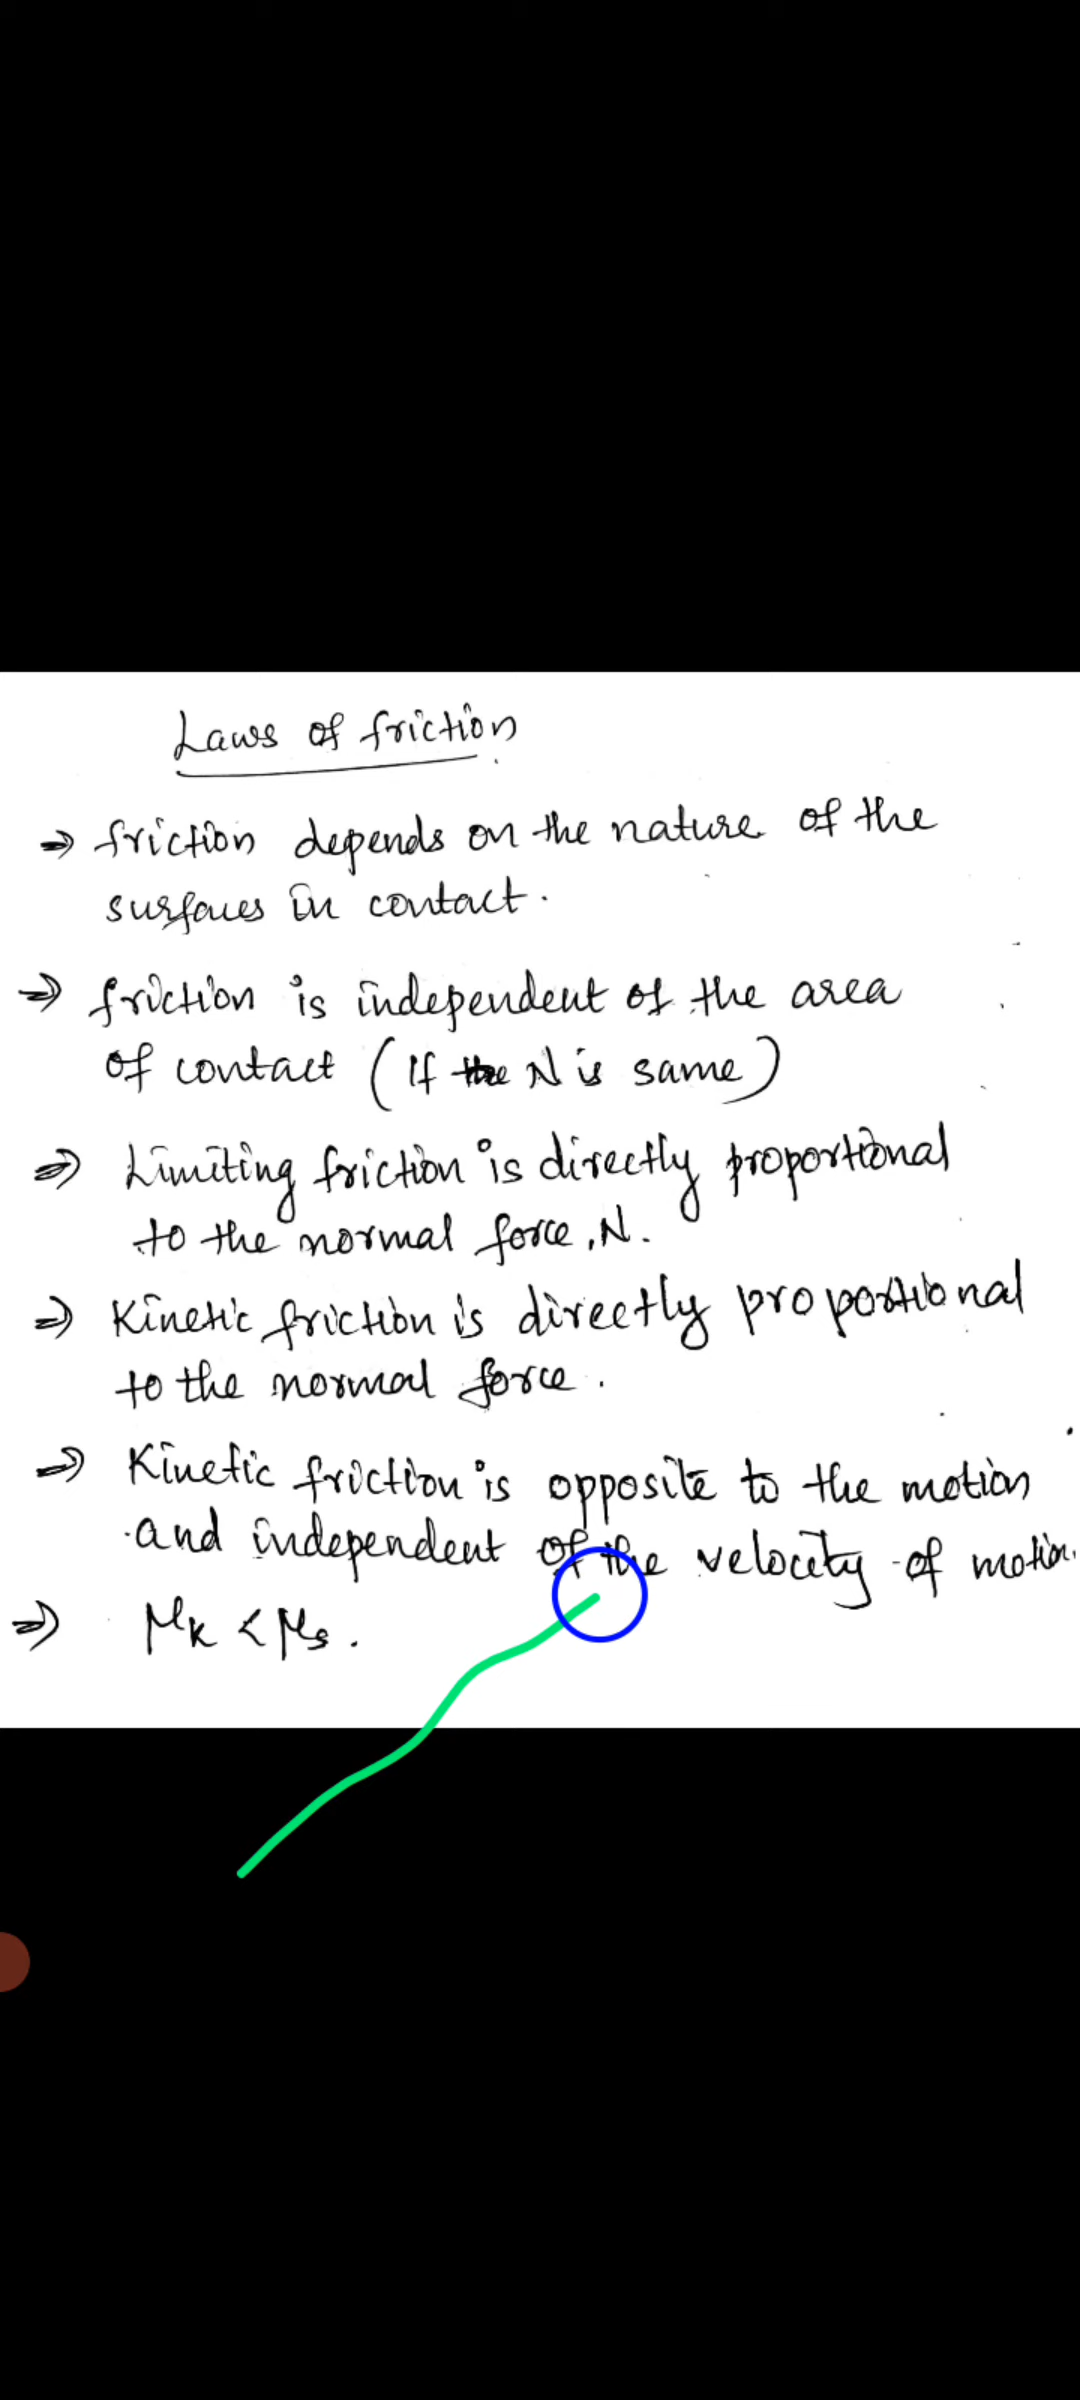 Laws of friction
⇒ friction depends on the nature of the
surfaces in contact.
⇒ friction is independent of the area
of contact (If the N is same)
⇒ Limiting friction is directly proportional
to the normal force, N.
⇒ Kinetic friction is directly proportional
to the normal force.
⇒ Kinetic friction is opposite to the motion
and independent of the velocity of motion.
⇒ μk < μs.